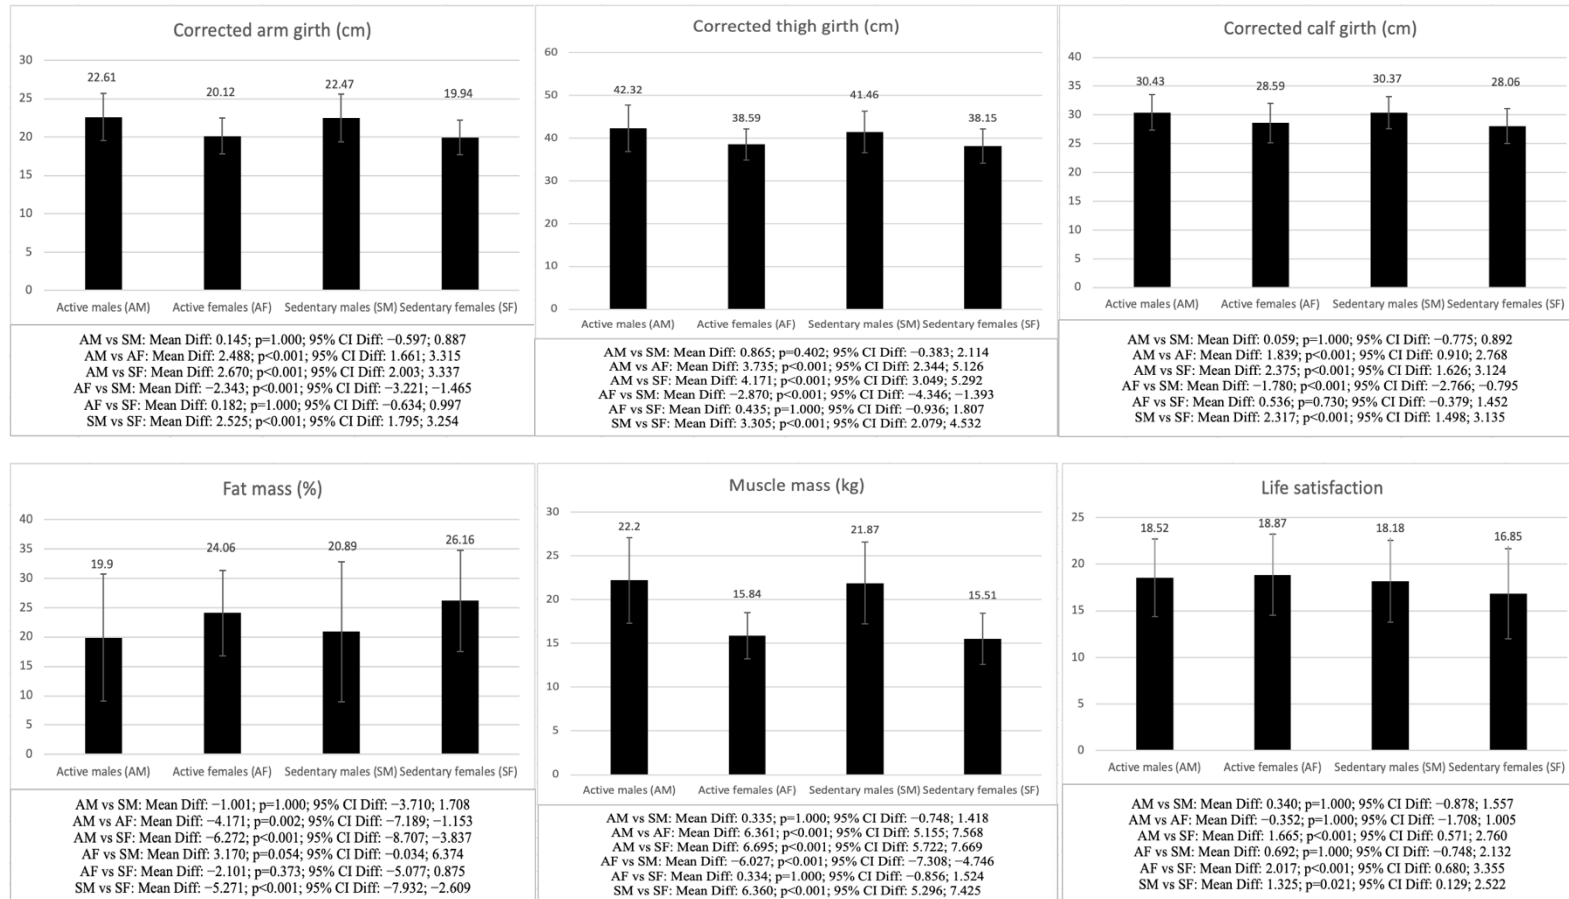 Corrected arm girth (cm)
30
25
20
15
10
5
0
22.61
20.12
22.47
19.94
Active males (AM)
Active females (AF)
Sedentary males (SM)
Sedentary females (SF)
AM vs SM: Mean Diff: 0.145; p=1.000; 95% CI Diff: −0.597; 0.887
AM vs AF: Mean Diff: 2.488; p<0.001; 95% CI Diff: 1.661; 3.315
AM vs SF: Mean Diff: 2.670; p<0.001; 95% CI Diff: 2.003; 3.337
AF vs SM: Mean Diff: −2.343; p<0.001; 95% CI Diff: −3.221; −1.465
AF vs SF: Mean Diff: 0.182; p=1.000; 95% CI Diff: −0.634; 0.997
SM vs SF: Mean Diff: 2.525; p<0.001; 95% CI Diff: 1.795; 3.254
Corrected thigh girth (cm)
60
50
40
30
20
10
0
42.32
38.59
41.46
38.15
Active males (AM)
Active females (AF)
Sedentary males (SM)
Sedentary females (SF)
AM vs SM: Mean Diff: 0.865; p=0.402; 95% CI Diff: −0.383; 2.114
AM vs AF: Mean Diff: 3.735; p<0.001; 95% CI Diff: 2.344; 5.126
AM vs SF: Mean Diff: 4.171; p<0.001; 95% CI Diff: 3.049; 5.292
AF vs SM: Mean Diff: −2.870; p<0.001; 95% CI Diff: −4.346; −1.393
AF vs SF: Mean Diff: 0.435; p=1.000; 95% CI Diff: −0.936; 1.807
SM vs SF: Mean Diff: 3.305; p<0.001; 95% CI Diff: 2.079; 4.532
Corrected calf girth (cm)
40
35
30
25
20
15
10
5
0
30.43
28.59
30.37
28.06
Active males (AM)
Active females (AF)
Sedentary males (SM)
Sedentary females (SF)
AM vs SM: Mean Diff: 0.059; p=1.000; 95% CI Diff: −0.775; 0.892
AM vs AF: Mean Diff: 1.839; p<0.001; 95% CI Diff: 0.910; 2.768
AM vs SF: Mean Diff: 2.375; p<0.001; 95% CI Diff: 1.626; 3.124
AF vs SM: Mean Diff: −1.780; p<0.001; 95% CI Diff: −2.766; −0.795
AF vs SF: Mean Diff: 0.536; p=0.730; 95% CI Diff: −0.379; 1.452
SM vs SF: Mean Diff: 2.317; p<0.001; 95% CI Diff: 1.498; 3.135
Fat mass (%)
40
35
30
25
20
15
10
5
0
19.9
24.06
20.89
26.16
Active males (AM)
Active females (AF)
Sedentary males (SM)
Sedentary females (SF)
AM vs SM: Mean Diff: −1.001; p=1.000; 95% CI Diff: −3.710; 1.708
AM vs AF: Mean Diff: −4.171; p=0.002; 95% CI Diff: −7.189; −1.153
AM vs SF: Mean Diff: −6.272; p<0.001; 95% CI Diff: −8.707; −3.837
AF vs SM: Mean Diff: 3.170; p=0.054; 95% CI Diff: −0.034; 6.374
AF vs SF: Mean Diff: −2.101; p=0.373; 95% CI Diff: −5.077; 0.875
SM vs SF: Mean Diff: −5.271; p<0.001; 95% CI Diff: −7.932; −2.609
Muscle mass (kg)
30
25
20
15
10
5
0
22.2
15.84
21.87
15.51
Active males (AM)
Active females (AF)
Sedentary males (SM)
Sedentary females (SF)
AM vs SM: Mean Diff: 0.335; p=1.000; 95% CI Diff: −0.748; 1.418
AM vs AF: Mean Diff: 6.361; p<0.001; 95% CI Diff: 5.155; 7.568
AM vs SF: Mean Diff: 6.695; p<0.001; 95% CI Diff: 5.722; 7.669
AF vs SM: Mean Diff: −6.027; p<0.001; 95% CI Diff: −7.308; −4.746
AF vs SF: Mean Diff: 0.334; p=1.000; 95% CI Diff: −0.856; 1.524
SM vs SF: Mean Diff: 6.360; p<0.001; 95% CI Diff: 5.296; 7.425
Life satisfaction
25
20
15
10
5
0
18.52
18.87
18.18
16.85
Active males (AM)
Active females (AF)
Sedentary males (SM)
Sedentary females (SF)
AM vs SM: Mean Diff: 0.340; p=1.000; 95% CI Diff: −0.878; 1.557
AM vs AF: Mean Diff: −0.352; p=1.000; 95% CI Diff: −1.708; 1.005
AM vs SF: Mean Diff: 1.665; p<0.001; 95% CI Diff: 0.571; 2.760
AF vs SM: Mean Diff: 0.692; p=1.000; 95% CI Diff: −0.748; 2.132
AF vs SF: Mean Diff: 2.017; p<0.001; 95% CI Diff: 0.680; 3.355
SM vs SF: Mean Diff: 1.325; p=0.021; 95% CI Diff: 0.129; 2.522